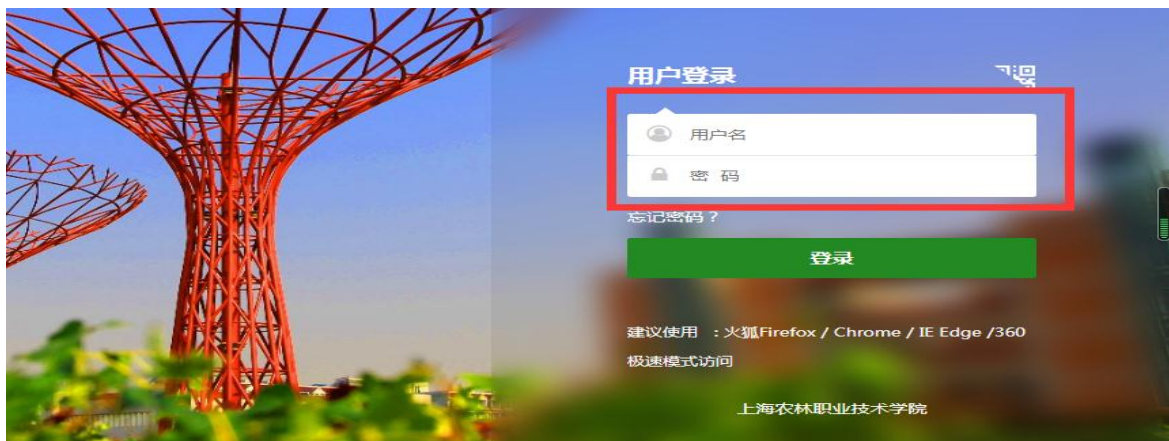 用户登录
用户名
密 码
忘记密码？
登录
建议使用 ：火狐Firefox / Chrome / IE Edge /360
极速模式访问
上海农林职业技术学院